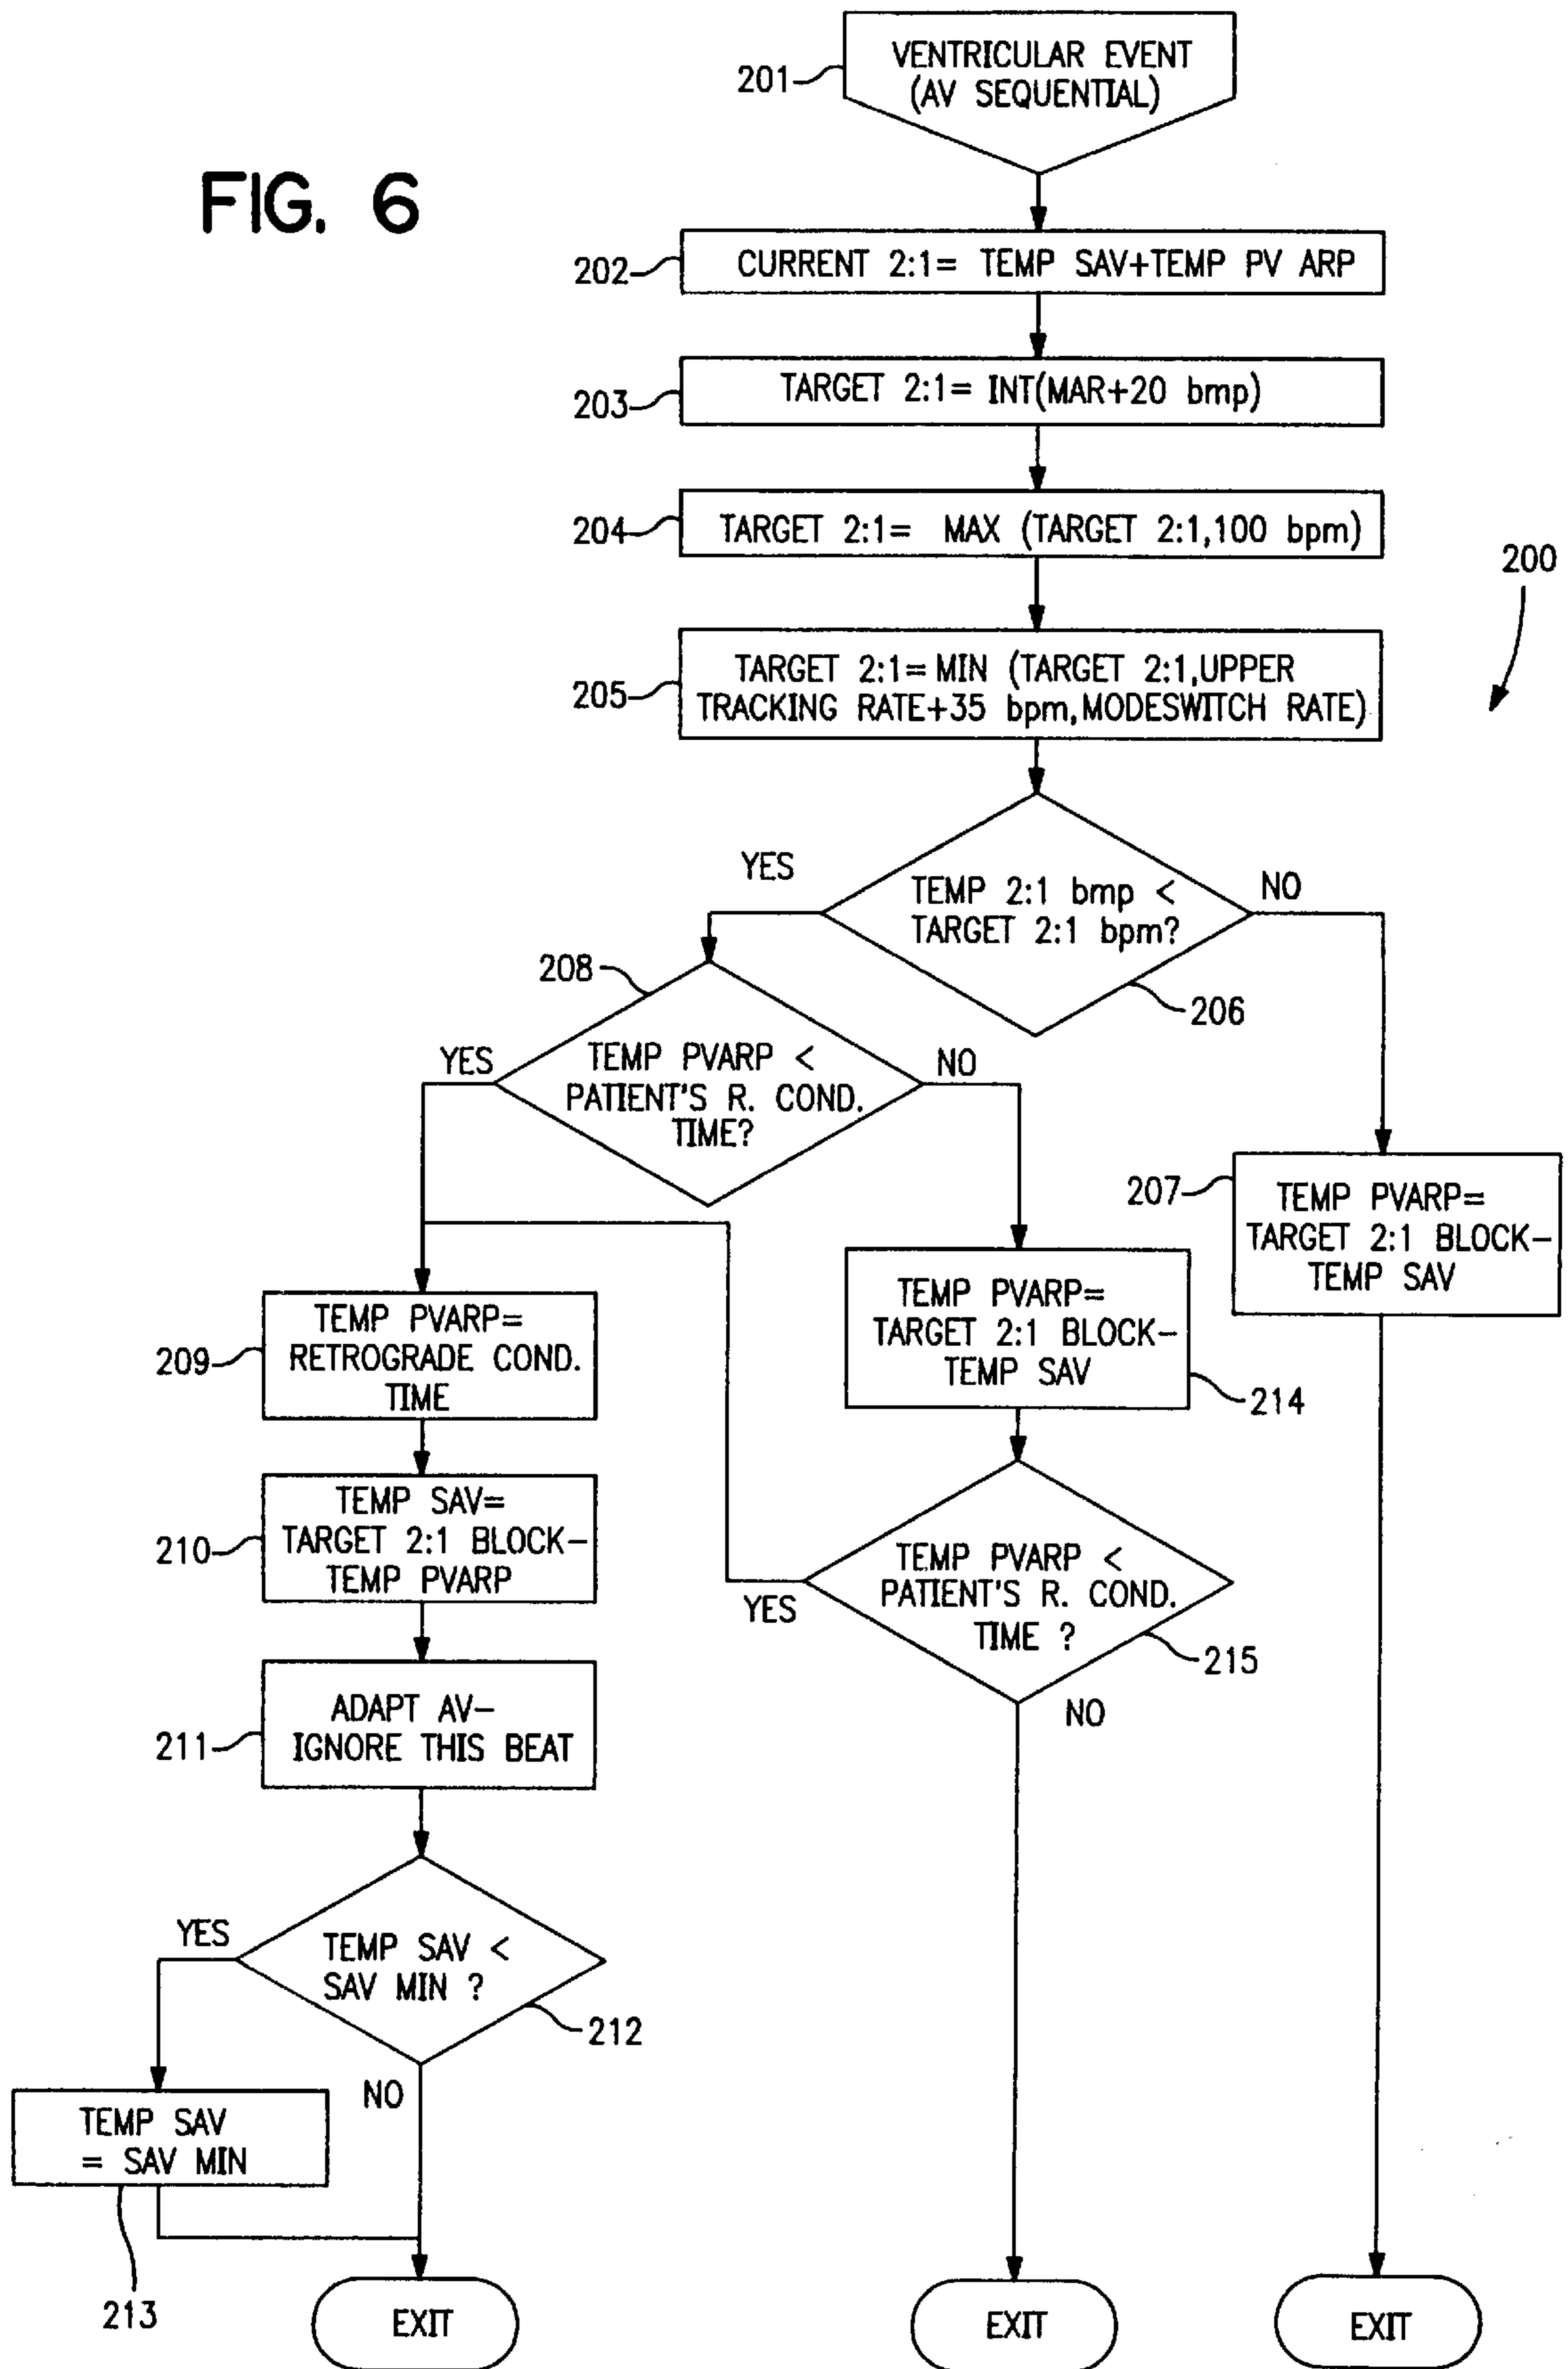 FIG. 6
201
VENTRICULAR EVENT
(AV SEQUENTIAL)
202
CURRENT 2:1= TEMP SAV+TEMP PV ARP
203
TARGET 2:1= INT(MAR+20 bmp)
204
TARGET 2:1= MAX (TARGET 2:1,100 bpm)
200
205
TARGET 2:1=MIN (TARGET 2:1,UPPER
TRACKING RATE+35 bpm,MODESWITCH RATE)
YES
TEMP 2:1 bmp <
TARGET 2:1 bpm?
NO
206
208
YES
TEMP PVARP <
PATIENT'S R. COND.
TIME?
NO
207
TEMP PVARP=
TARGET 2:1 BLOCK-
TEMP SAV
209
TEMP PVARP=
RETROGRADE COND.
TIME
TEMP PVARP=
TARGET 2:1 BLOCK-
TEMP SAV
214
210
TEMP SAV=
TARGET 2:1 BLOCK-
TEMP PVARP
TEMP PVARP <
PATIENT'S R. COND.
TIME ?
YES
215
NO
211
ADAPT AV-
IGNORE THIS BEAT
YES
TEMP SAV <
SAV MIN ?
212
NO
TEMP SAV
= SAV MIN
213
EXIT
EXIT
EXIT